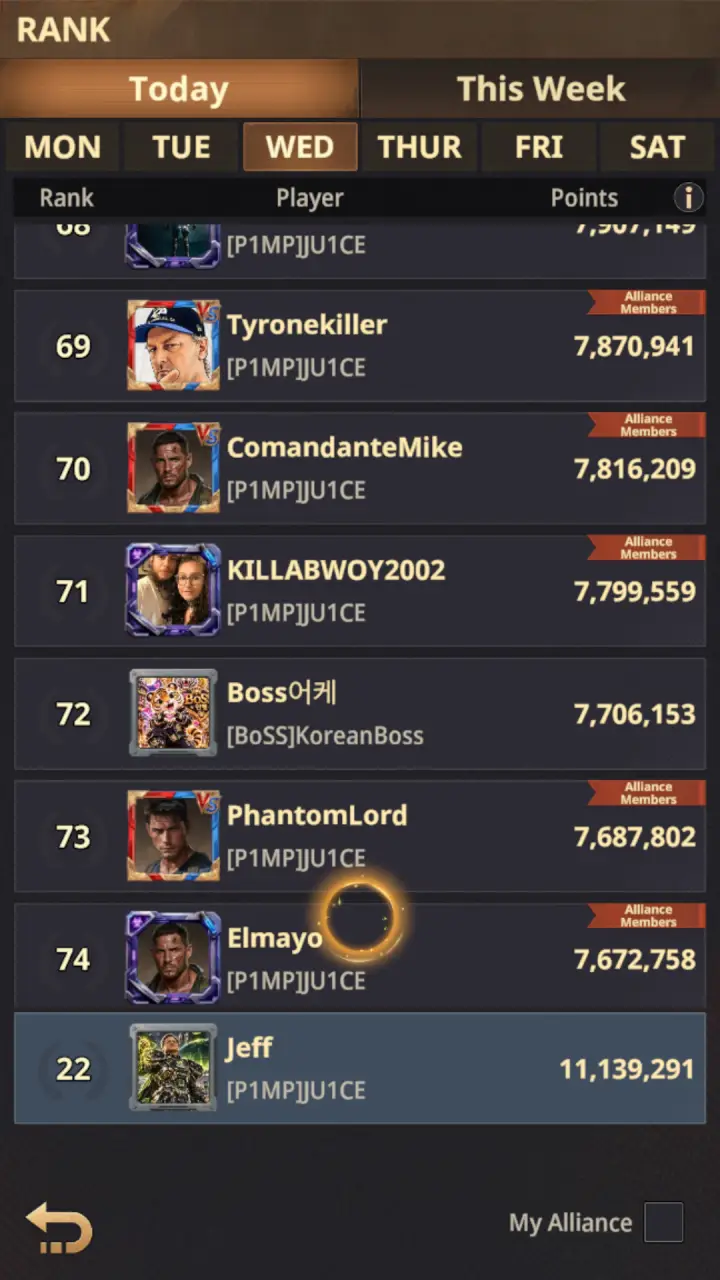 RANK
Today
This Week
MON
TUE
WED
THUR
FRI
SAT
Rank
Player
Points
68
7,907,149
[P1MP]JU1CE
Alliance
Members
69
Tyronekiller
7,870,941
[P1MP]JU1CE
Alliance
Members
70
ComandanteMike
7,816,209
[P1MP]JU1CE
Alliance
Members
71
KILLABWOY2002
7,799,559
[P1MP]JU1CE
72
Boss어케
7,706,153
[BoSS]KoreanBoss
Alliance
Members
73
PhantomLord
7,687,802
[P1MP]JU1CE
Alliance
Members
74
Elmayo
7,672,758
[P1MP]JU1CE
22
Jeff
11,139,291
[P1MP]JU1CE
My Alliance